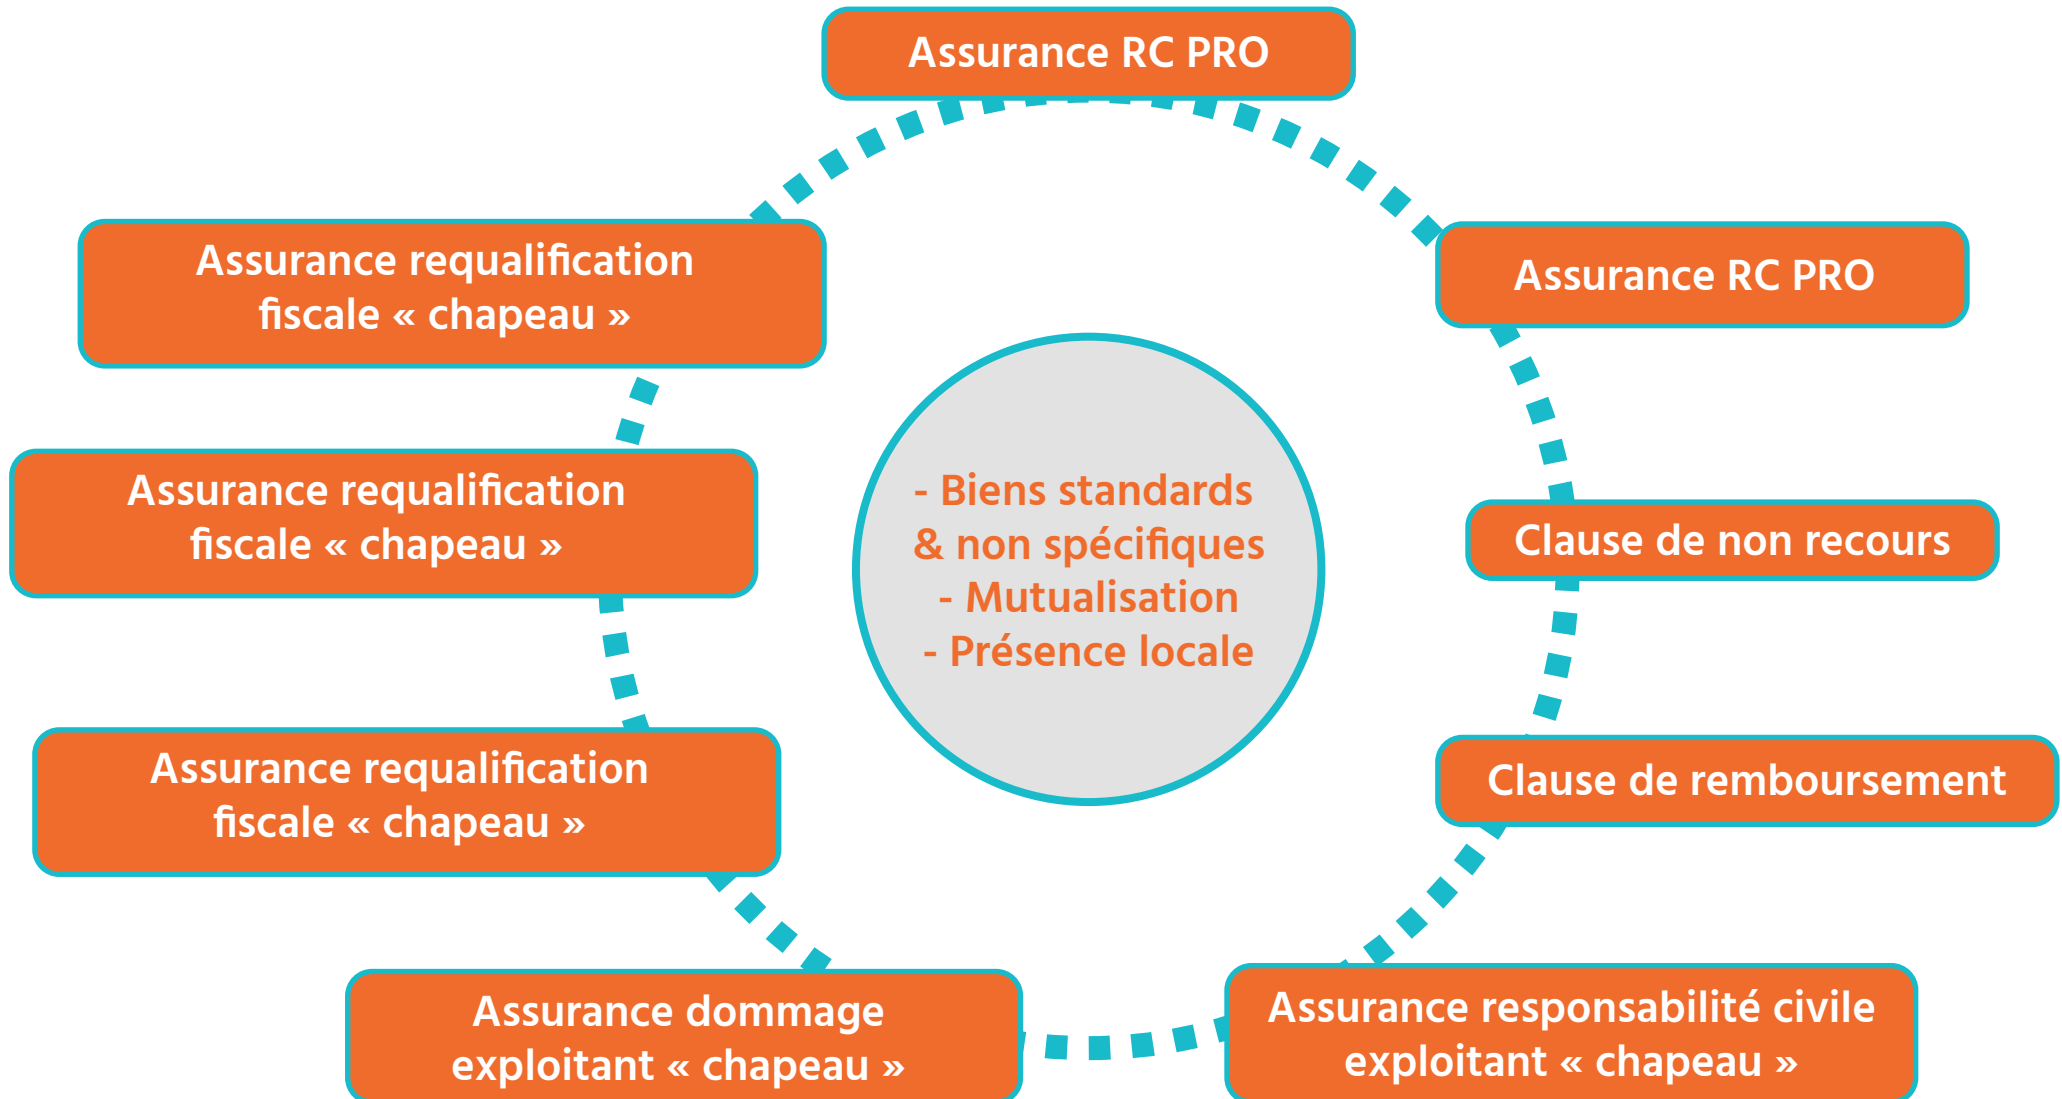 Assurance RC PRO
Assurance requalification
fiscale « chapeau »
Assurance RC PRO
Assurance requalification
fiscale « chapeau »
- Biens standards
& non spécifiques
- Mutualisation
- Présence locale
Clause de non recours
Assurance requalification
fiscale « chapeau »
Clause de remboursement
Assurance dommage
exploitant « chapeau »
Assurance responsabilité civile
exploitant « chapeau »